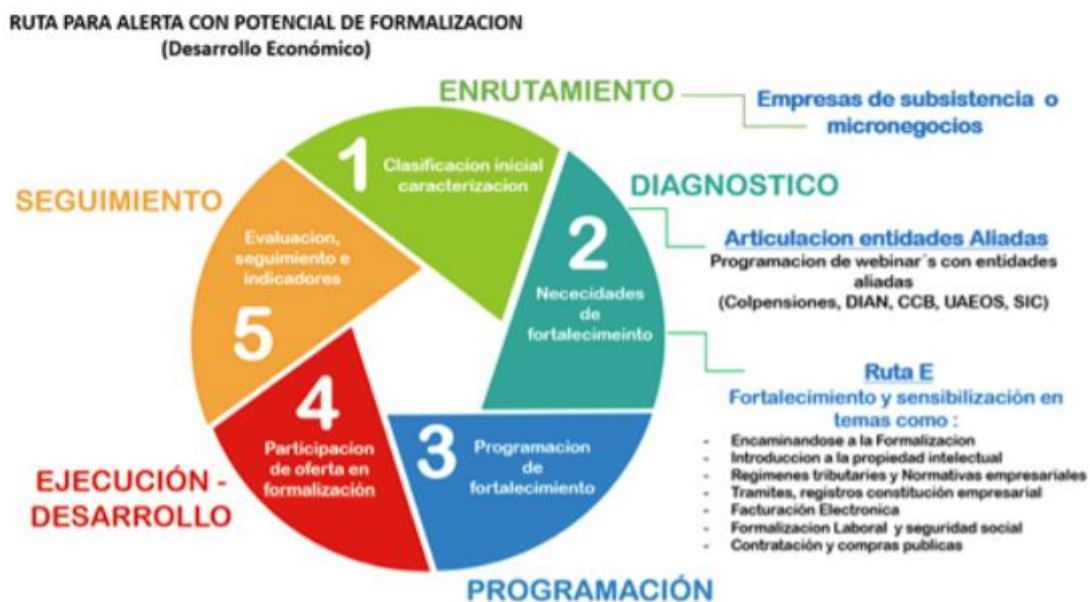 RUTA PARA ALERTA CON POTENCIAL DE FORMALIZACION
(Desarrollo Económico)
ENRUTAMIENTO
Empresas de subsistencia o
micronegocios
1
Clasificacion inicial
caracterizacion
DIAGNOSTICO
2
Nececidades
de
fortalecimeinto
Articulacion entidades Aliadas
Programacion de webinar´s con entidades
aliadas
(Colpensiones, DIAN, CCB, UAEOS, SIC)
Ruta E
Fortalecimiento y sensibilización en
temas como :
- Encaminandose a la Formalizacion
- Introduccion a la propiedad intelectual
- Regimenes tributaries y Normativas empresariales
- Tramites, registros constitución empresarial
- Facturación Electronica
- Formalizacion Laboral y seguridad social
- Contratación y compras publicas
3
Programacion
de
fortalecimiento
PROGRAMACIÓN
4
Participacion
de oferta en
formalización
EJECUCIÓN -
DESARROLLO
SEGUIMIENTO
Evaluacion,
seguimiento e
indicadores
5